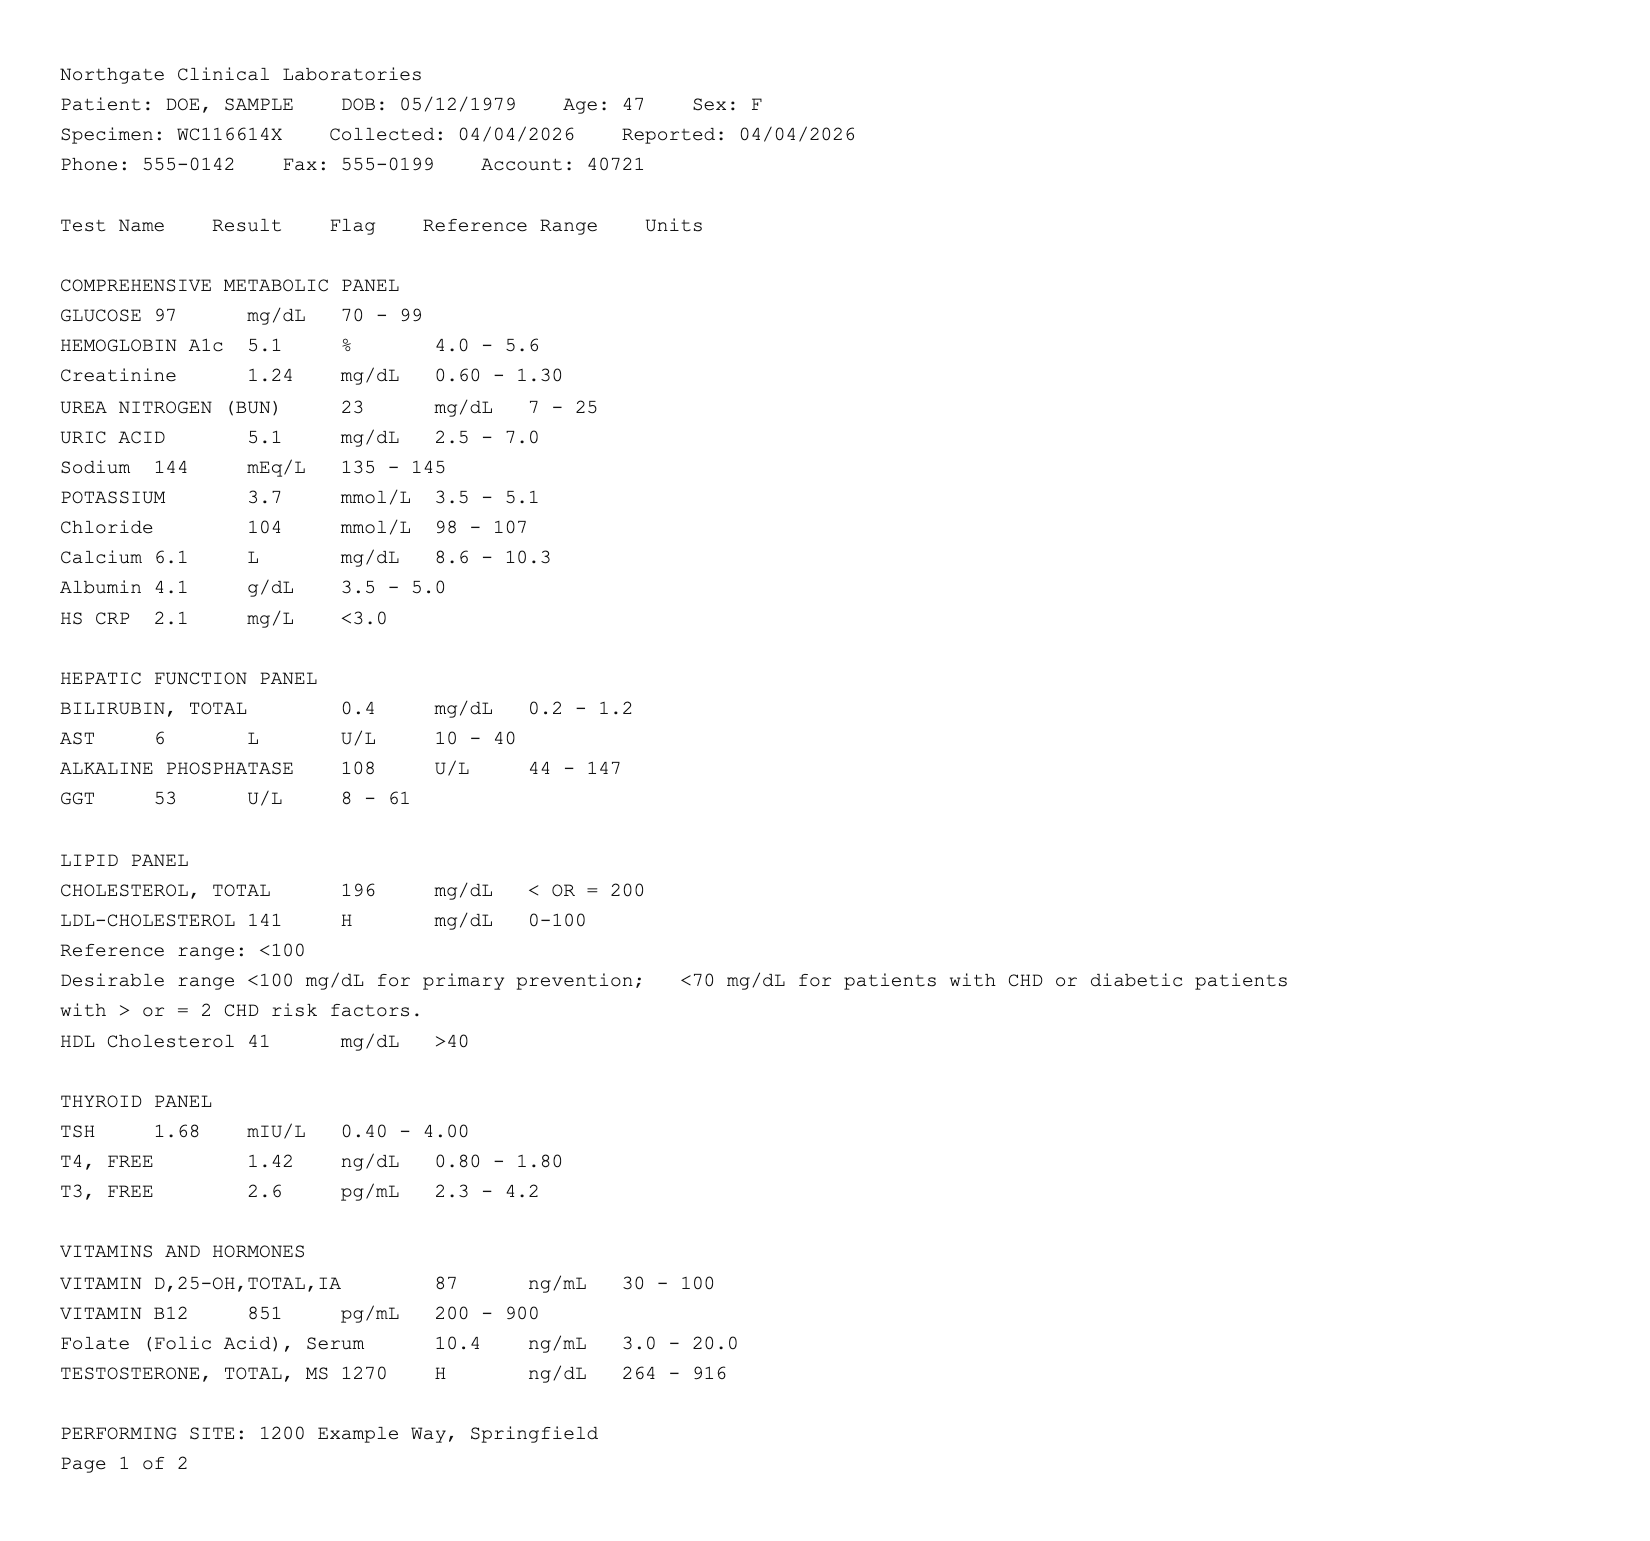 Northgate Clinical Laboratories
Patient: DOE, SAMPLE    DOB: 05/12/1979    Age: 47    Sex: F
Specimen: WC116614X    Collected: 04/04/2026    Reported: 04/04/2026
Phone: 555-0142    Fax: 555-0199    Account: 40721
Test Name    Result    Flag    Reference Range    Units
COMPREHENSIVE METABOLIC PANEL
GLUCOSE 97      mg/dL   70 - 99
HEMOGLOBIN A1c  5.1     %       4.0 - 5.6
Creatinine      1.24    mg/dL   0.60 - 1.30
UREA NITROGEN (BUN)     23      mg/dL   7 - 25
URIC ACID       5.1     mg/dL   2.5 - 7.0
Sodium  144     mEq/L   135 - 145
POTASSIUM       3.7     mmol/L  3.5 - 5.1
Chloride        104     mmol/L  98 - 107
Calcium 6.1     L       mg/dL   8.6 - 10.3
Albumin 4.1     g/dL    3.5 - 5.0
HS CRP  2.1     mg/L    <3.0
HEPATIC FUNCTION PANEL
BILIRUBIN, TOTAL        0.4     mg/dL   0.2 - 1.2
AST     6       L       U/L     10 - 40
ALKALINE PHOSPHATASE    108     U/L     44 - 147
GGT     53      U/L     8 - 61
LIPID PANEL
CHOLESTEROL, TOTAL      196     mg/dL   < OR = 200
LDL-CHOLESTEROL 141     H       mg/dL   0-100
Reference range: <100
Desirable range <100 mg/dL for primary prevention;   <70 mg/dL for patients with CHD or diabetic patients
with > or = 2 CHD risk factors.
HDL Cholesterol 41      mg/dL   >40
THYROID PANEL
TSH     1.68    mIU/L   0.40 - 4.00
T4, FREE        1.42    ng/dL   0.80 - 1.80
T3, FREE        2.6     pg/mL   2.3 - 4.2
VITAMINS AND HORMONES
VITAMIN D,25-OH,TOTAL,IA        87      ng/mL   30 - 100
VITAMIN B12     851     pg/mL   200 - 900
Folate (Folic Acid), Serum      10.4    ng/mL   3.0 - 20.0
TESTOSTERONE, TOTAL, MS 1270    H       ng/dL   264 - 916
PERFORMING SITE: 1200 Example Way, Springfield
Page 1 of 2